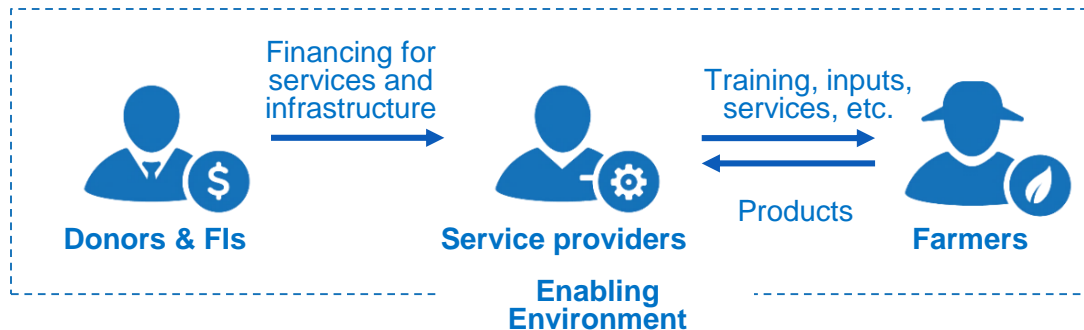 Financing for
services and
infrastructure
Training, inputs,
services, etc.
$
Products
Donors & FIs
Service providers
Farmers
Enabling
Environment